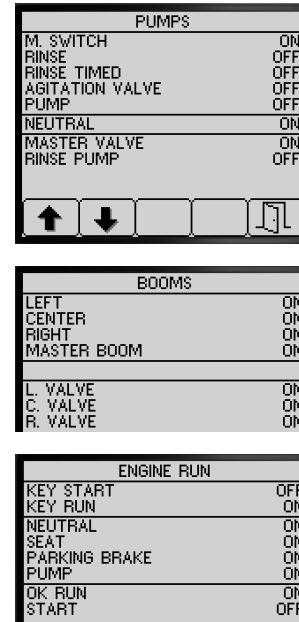 PUMPS
M. SWITCH ON
RINSE OFF
RINSE TIMED OFF
AGITATION VALVE OFF
PUMP OFF
NEUTRAL ON
MASTER VALVE ON
RINSE PUMP OFF
BOOMS
LEFT ON
CENTER ON
RIGHT ON
MASTER BOOM ON
L. VALVE ON
C. VALVE ON
R. VALVE ON
ENGINE RUN
KEY START OFF
KEY RUN ON
NEUTRAL ON
SEAT ON
PARKING BRAKE ON
PUMP ON
OK RUN ON
START OFF